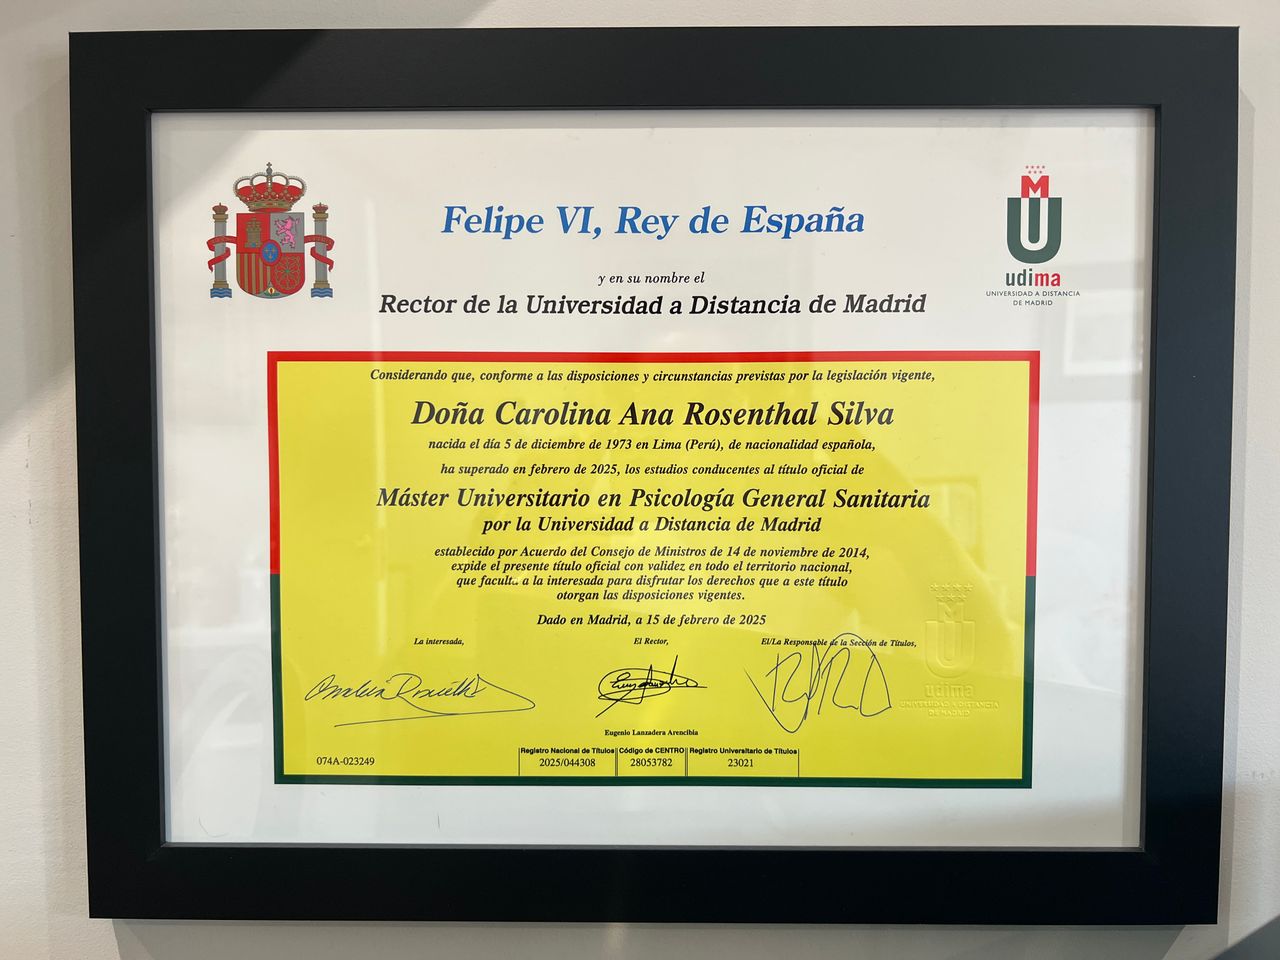 Felipe VI, Rey de España
udima
UNIVERSIDAD A DISTANCIA
DE MADRID
y en su nombre el
Rector de la Universidad a Distancia de Madrid
Considerando que, conforme a las disposiciones y circunstancias previstas por la legislación vigente,
Doña Carolina Ana Rosenthal Silva
nacida el día 5 de diciembre de 1973 en Lima (Perú), de nacionalidad española,
ha superado en febrero de 2025, los estudios conducentes al título oficial de
Máster Universitario en Psicología General Sanitaria
por la Universidad a Distancia de Madrid
establecido por Acuerdo del Consejo de Ministros de 14 de noviembre de 2014,
expide el presente título oficial con validez en todo el territorio nacional,
que faculta a la interesada para disfrutar los derechos que a este título
otorgan las disposiciones vigentes.
Dado en Madrid, a 15 de febrero de 2025
La interesada,
El Rector,
El/La Responsable de la Sección de Títulos,
udima
UNIVERSIDAD A DISTANCIA
DE MADRID
Eugenio Lanzadera Arencibia
074A-023249
Registro Nacional de Títulos Código de CENTRO Registro Universitario de Títulos
2025/044308 28053782 23021